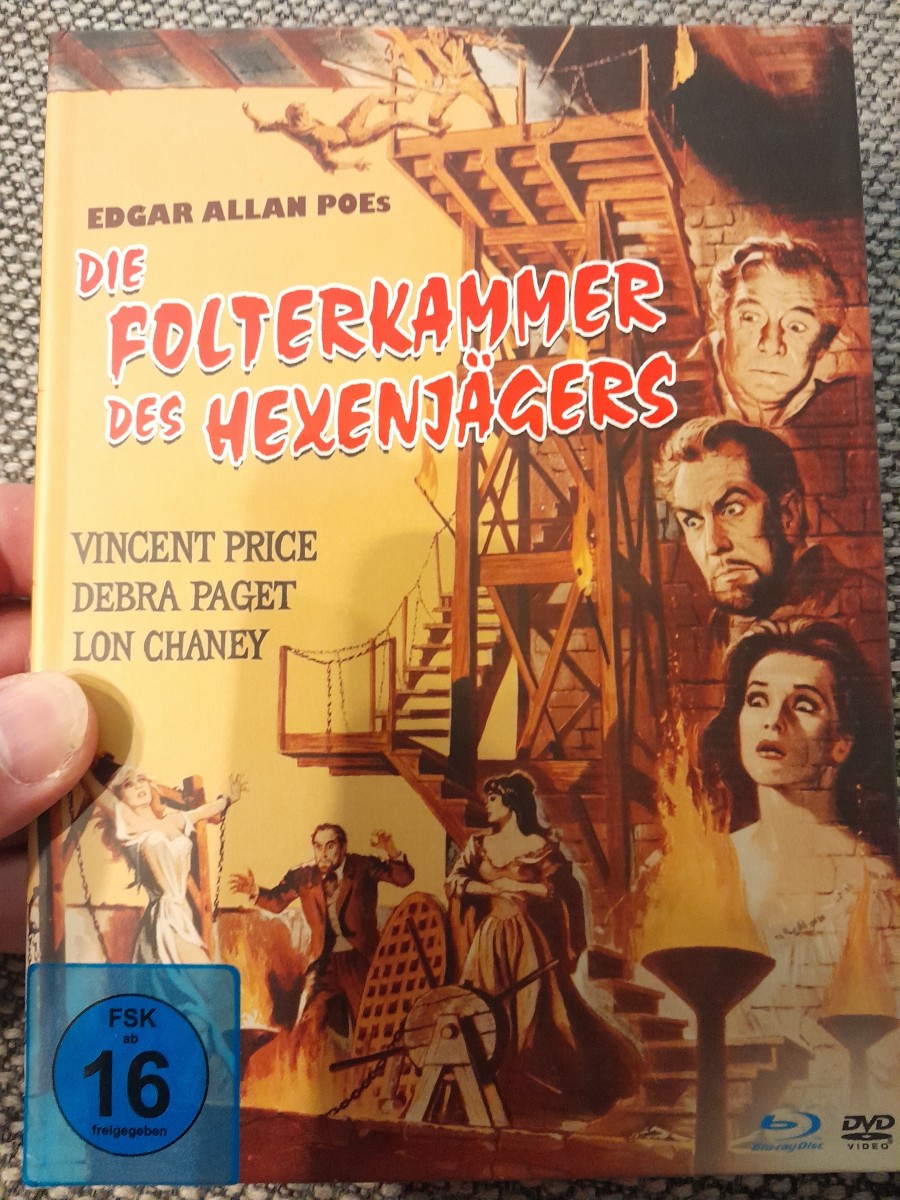 EDGAR ALLAN POEs
DIE
FOLTERKAMMER
DES HEXENJÄGERS
VINCENT PRICE
DEBRA PAGET
LON CHANEY
FSK
ab
16
freigegeben
Blu-ray Disc
DVD
VIDEO